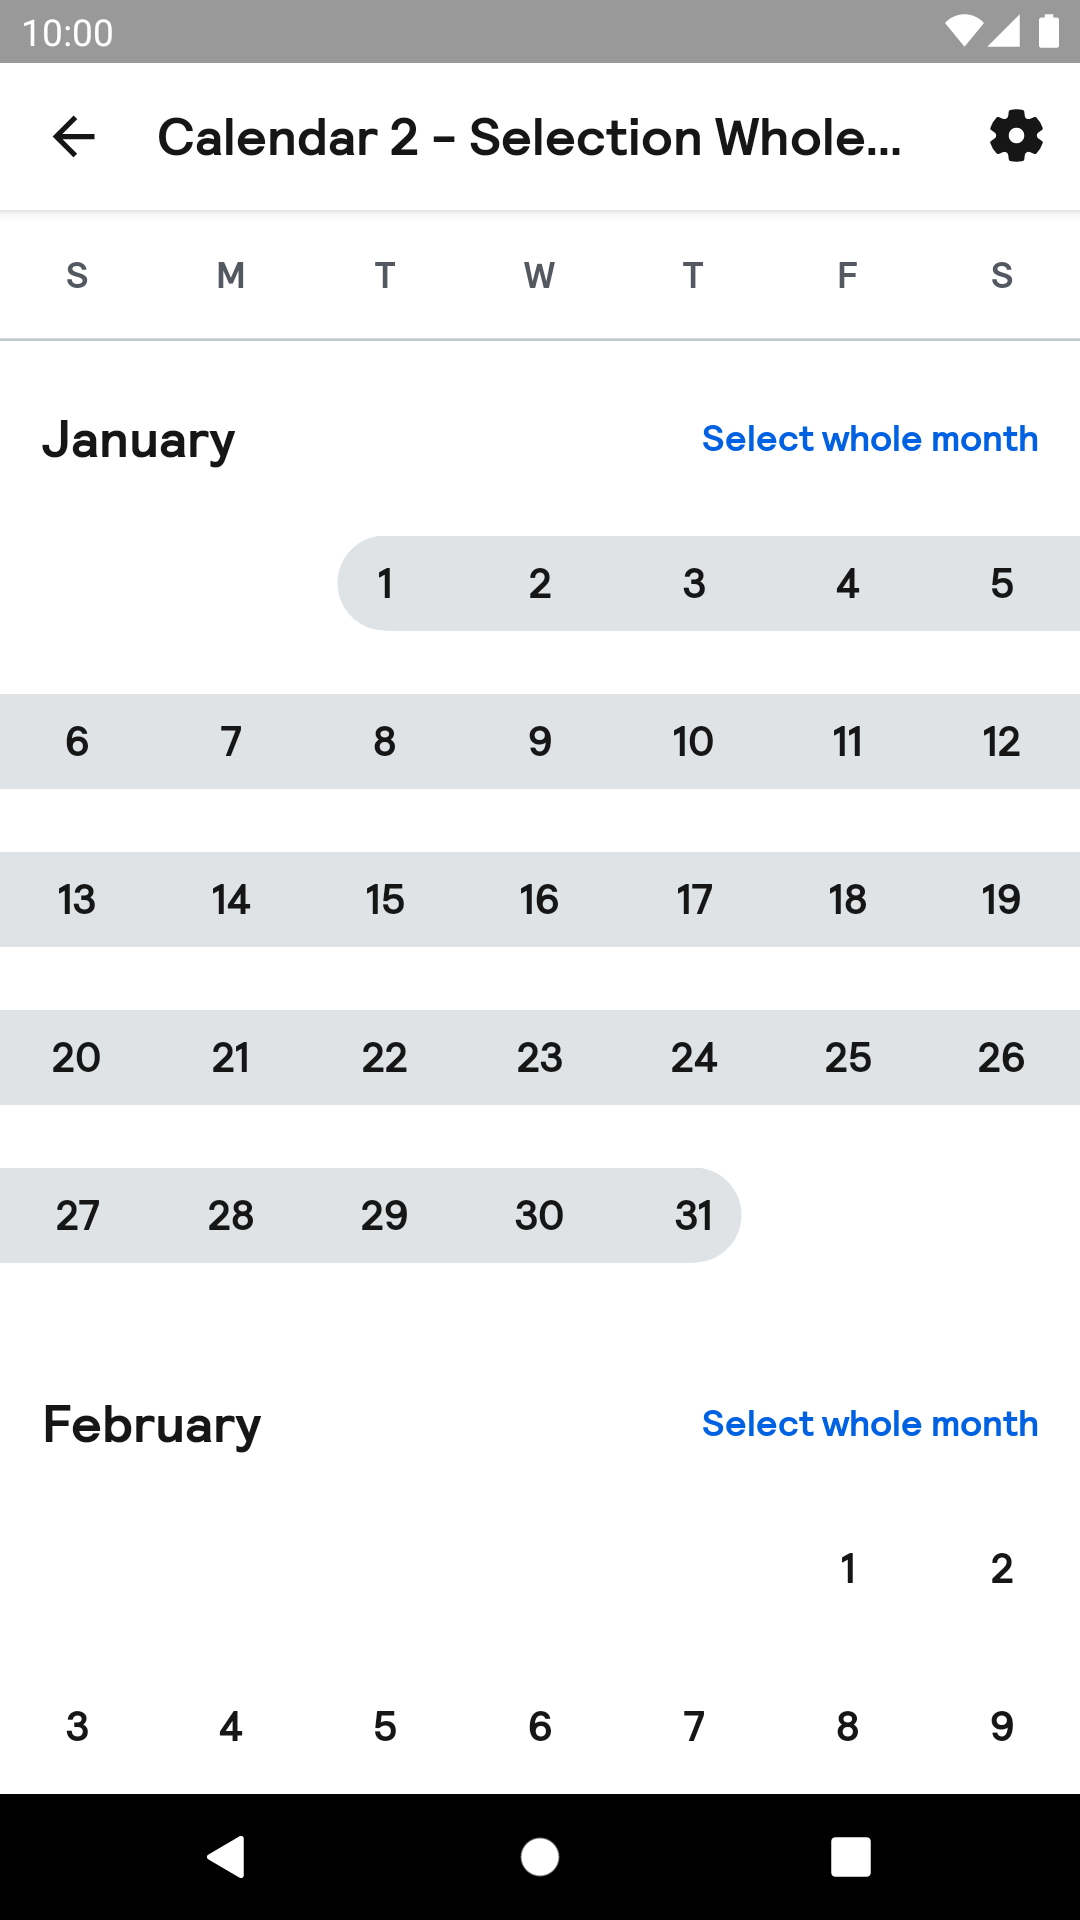 10:00
Calendar 2 – Selection Whole...
S M T W T F S
January Select whole month
1 2 3 4 5
6 7 8 9 10 11 12
13 14 15 16 17 18 19
20 21 22 23 24 25 26
27 28 29 30 31
February Select whole month
1 2
3 4 5 6 7 8 9